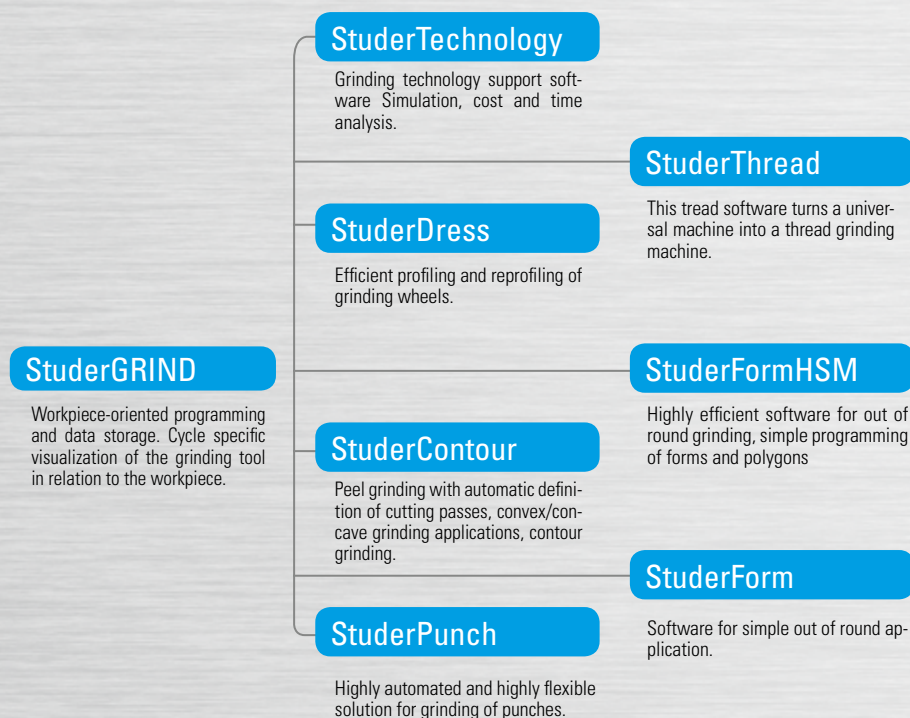 StuderTechnology
Grinding technology support soft-
ware Simulation, cost and time
analysis.
StuderThread
This tread software turns a univer-
sal machine into a thread grinding
machine.
StuderDress
Efficient profiling and reprofiling of
grinding wheels.
StuderGRIND
Workpiece-oriented programming
and data storage. Cycle specific
visualization of the grinding tool
in relation to the workpiece.
StuderFormHSM
Highly efficient software for out of
round grinding, simple programming
of forms and polygons
StuderContour
Peel grinding with automatic defini-
tion of cutting passes, convex/con-
cave grinding applications, contour
grinding.
StuderForm
Software for simple out of round ap-
plication.
StuderPunch
Highly automated and highly flexible
solution for grinding of punches.